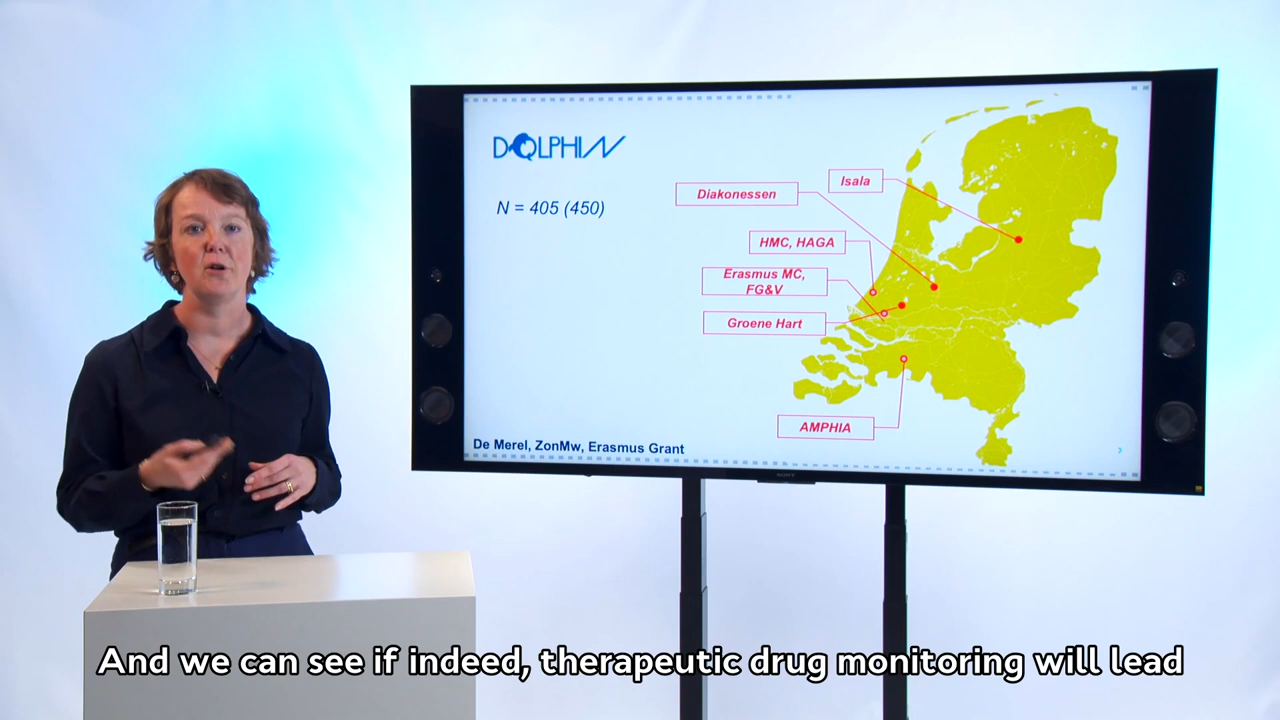 DOLPHIN
N = 405 (450)
Isala
Diakonessen
HMC, HAGA
Erasmus MC,
FG&V
Groene Hart
AMPHIA
De Merel, ZonMw, Erasmus Grant
SONY
And we can see if indeed, therapeutic drug monitoring will lead